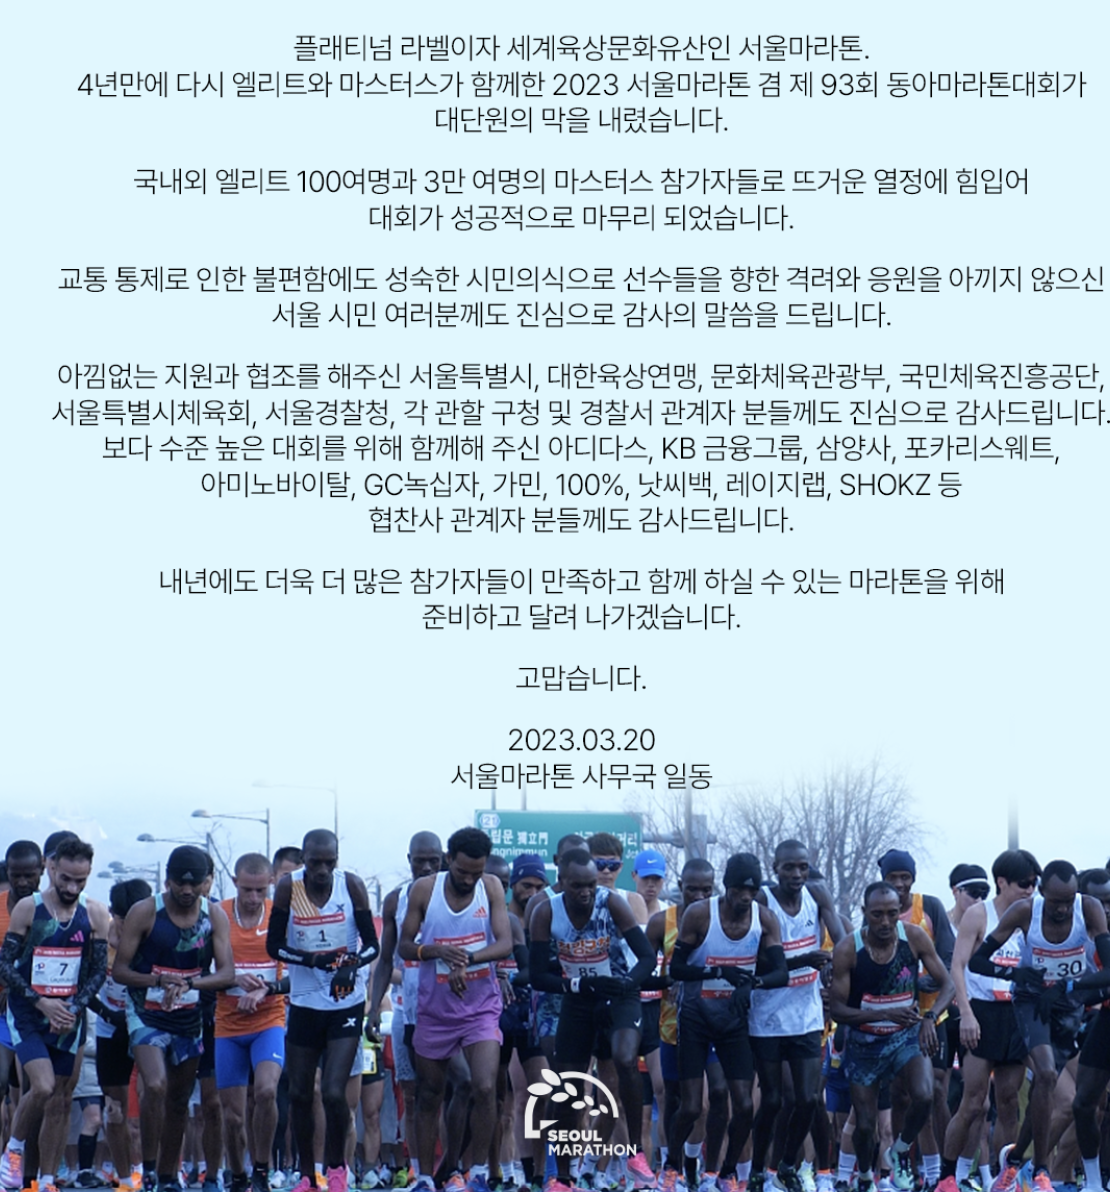 플래티넘 라벨이자 세계육상문화유산인 서울마라톤.
4년만에 다시 엘리트와 마스터스가 함께한 2023 서울마라톤 겸 제 93회 동아마라톤대회가
대단원의 막을 내렸습니다.
국내외 엘리트 100여명과 3만 여명의 마스터스 참가자들로 뜨거운 열정에 힘입어
대회가 성공적으로 마무리 되었습니다.
교통 통제로 인한 불편함에도 성숙한 시민의식으로 선수들을 향한 격려와 응원을 아끼지 않으신
서울 시민 여러분께도 진심으로 감사의 말씀을 드립니다.
아낌없는 지원과 협조를 해주신 서울특별시, 대한육상연맹, 문화체육관광부, 국민체육진흥공단,
서울특별시체육회, 서울경찰청, 각 관할 구청 및 경찰서 관계자 분들께도 진심으로 감사드립니다.
보다 수준 높은 대회를 위해 함께해 주신 아디다스, KB 금융그룹, 삼양사, 포카리스웨트,
아미노바이탈, GC녹십자, 가민, 100%, 낫씨백, 레이지랩, SHOKZ 등
협찬사 관계자 분들께도 감사드립니다.
내년에도 더욱 더 많은 참가자들이 만족하고 함께 하실 수 있는 마라톤을 위해
준비하고 달려 나가겠습니다.
고맙습니다.
2023.03.20
서울마라톤 사무국 일동
21
독립문 獨立門
7
1
85
30
SEOUL
MARATHON